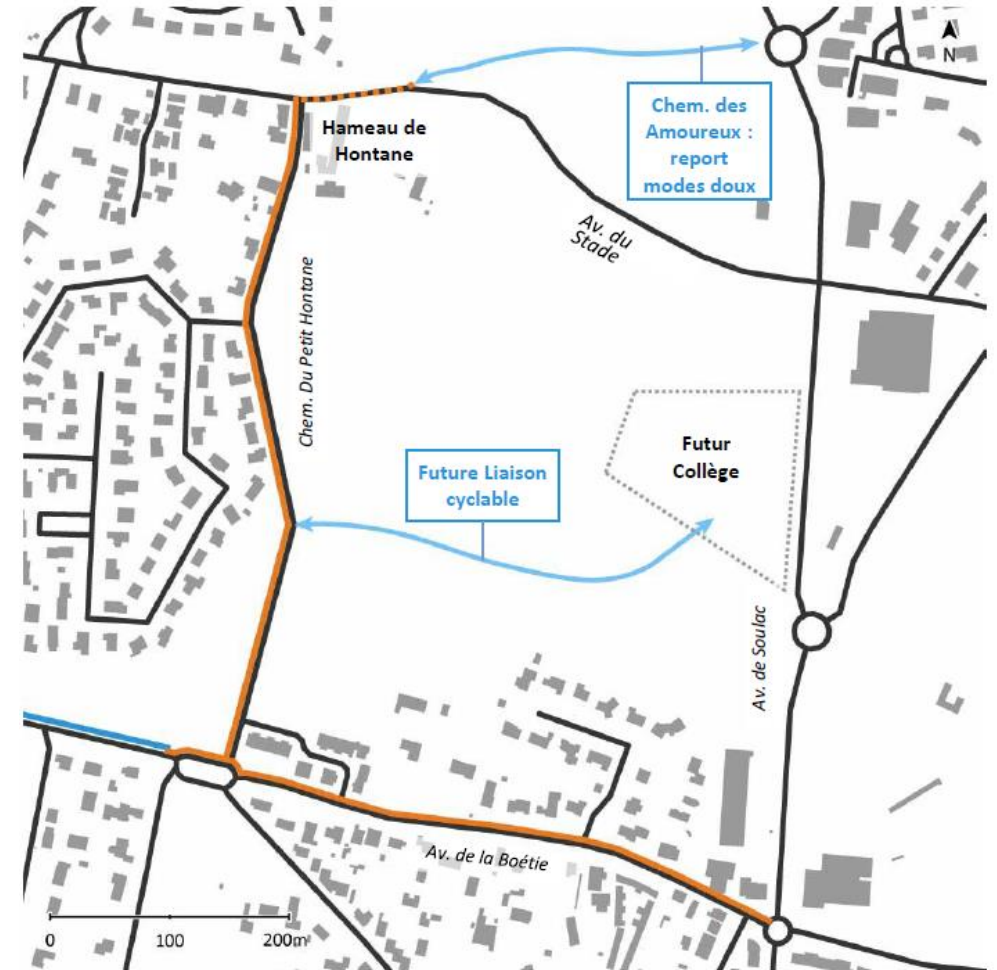 N
Chem. des
Amoureux :
report
modes doux
Hameau de
Hontane
Av. du
Stade
Chem. Du Petit Hontane
Futur
Collège
Future Liaison
cyclable
Av. de Soulac
Av. de la Boétie
0 100 200m